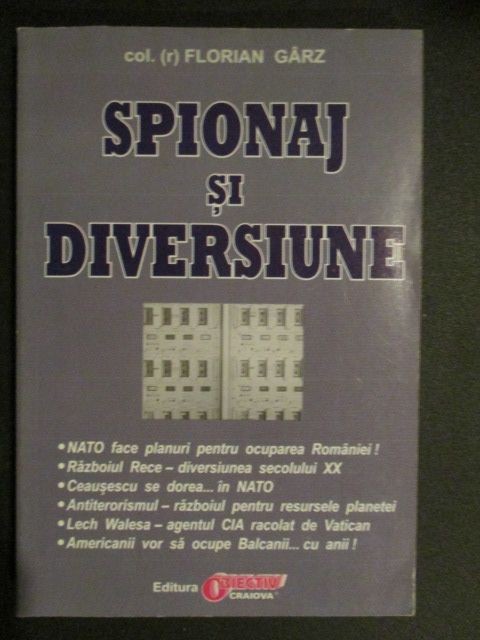 col. (r) FLORIAN GÂRZ
SPIONAJ
ȘI
DIVERSIUNE
• NATO face planuri pentru ocuparea României !
• Războiul Rece – diversiunea secolului XX
• Ceaușescu se dorea... în NATO
• Antiterorismul – războiul pentru resursele planetei
• Lech Walesa – agentul CIA racolat de Vatican
• Americanii vor să ocupe Balcanii... cu anii !
Editura OBIECTIV
CRAIOVA